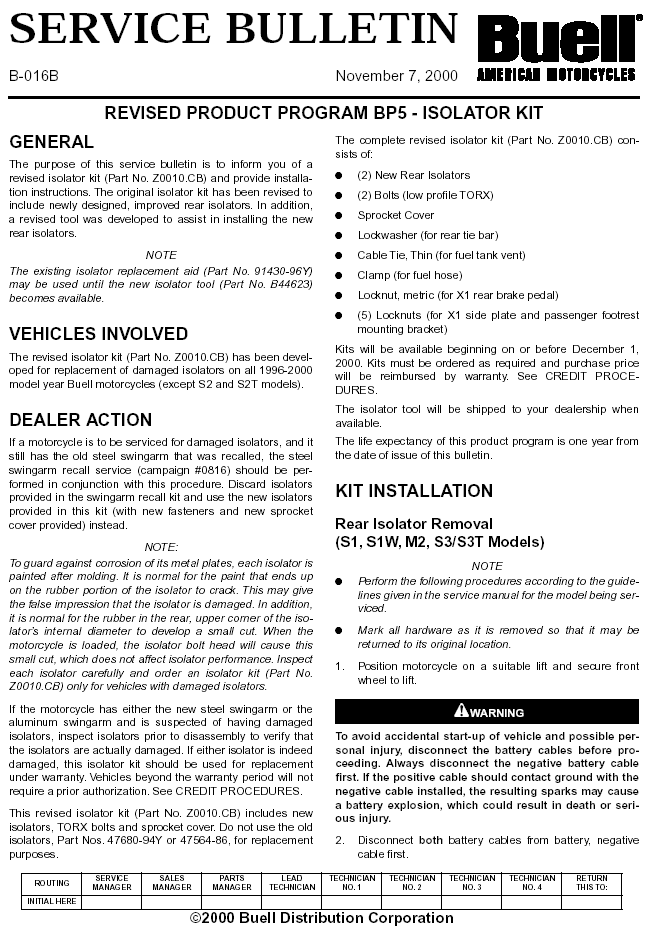 SERVICE BULLETIN
Buell®
AMERICAN MOTORCYCLES
B-016B
November 7, 2000
REVISED PRODUCT PROGRAM BP5 - ISOLATOR KIT
GENERAL
The purpose of this service bulletin is to inform you of a
revised isolator kit (Part No. Z0010.CB) and provide installa-
tion instructions. The original isolator kit has been revised to
include newly designed, improved rear isolators. In addition,
a revised tool was developed to assist in installing the new
rear isolators.
NOTE
The existing isolator replacement aid (Part No. 91430-96Y)
may be used until the new isolator tool (Part No. B44623)
becomes available.
VEHICLES INVOLVED
The revised isolator kit (Part No. Z0010.CB) has been devel-
oped for replacement of damaged isolators on all 1996-2000
model year Buell motorcycles (except S2 and S2T models).
DEALER ACTION
If a motorcycle is to be serviced for damaged isolators, and it
still has the old steel swingarm that was recalled, the steel
swingarm recall service (campaign #0816) should be per-
formed in conjunction with this procedure. Discard isolators
provided in the swingarm recall kit and use the new isolators
provided in this kit (with new fasteners and new sprocket
cover provided) instead.
NOTE:
To guard against corrosion of its metal plates, each isolator is
painted after molding. It is normal for the paint that ends up
on the rubber portion of the isolator to crack. This may give
the false impression that the isolator is damaged. In addition,
it is normal for the rubber in the rear, upper corner of the iso-
lator's internal diameter to develop a small cut. When the
motorcycle is loaded, the isolator bolt head will cause this
small cut, which does not affect isolator performance. Inspect
each isolator carefully and order an isolator kit (Part No.
Z0010.CB) only for vehicles with damaged isolators.
If the motorcycle has either the new steel swingarm or the
aluminum swingarm and is suspected of having damaged
isolators, inspect isolators prior to disassembly to verify that
the isolators are actually damaged. If either isolator is indeed
damaged, this isolator kit should be used for replacement
under warranty. Vehicles beyond the warranty period will not
require a prior authorization. See CREDIT PROCEDURES.
This revised isolator kit (Part No. Z0010.CB) includes new
isolators, TORX bolts and sprocket cover. Do not use the old
isolators, Part Nos. 47680-94Y or 47564-86, for replacement
purposes.
The complete revised isolator kit (Part No. Z0010.CB) con-
sists of:
● (2) New Rear Isolators
● (2) Bolts (low profile TORX)
● Sprocket Cover
● Lockwasher (for rear tie bar)
● Cable Tie, Thin (for fuel tank vent)
● Clamp (for fuel hose)
● Locknut, metric (for X1 rear brake pedal)
● (5) Locknuts (for X1 side plate and passenger footrest
mounting bracket)
Kits will be available beginning on or before December 1,
2000. Kits must be ordered as required and purchase price
will be reimbursed by warranty. See CREDIT PROCE-
DURES.
The isolator tool will be shipped to your dealership when
available.
The life expectancy of this product program is one year from
the date of issue of this bulletin.
KIT INSTALLATION
Rear Isolator Removal
(S1, S1W, M2, S3/S3T Models)
NOTE
● Perform the following procedures according to the guide-
lines given in the service manual for the model being ser-
viced.
● Mark all hardware as it is removed so that it may be
returned to its original location.
1. Position motorcycle on a suitable lift and secure front
wheel to lift.
WARNING
To avoid accidental start-up of vehicle and possible per-
sonal injury, disconnect the battery cables before pro-
ceeding. Always disconnect the negative battery cable
first. If the positive cable should contact ground with the
negative cable installed, the resulting sparks may cause
a battery explosion, which could result in death or seri-
ous injury.
2. Disconnect both battery cables from battery, negative
cable first.
ROUTING SERVICE MANAGER SALES MANAGER PARTS MANAGER LEAD TECHNICIAN TECHNICIAN NO. 1 TECHNICIAN NO. 2 TECHNICIAN NO. 3 TECHNICIAN NO. 4 RETURN THIS TO:
INITIAL HERE
©2000 Buell Distribution Corporation